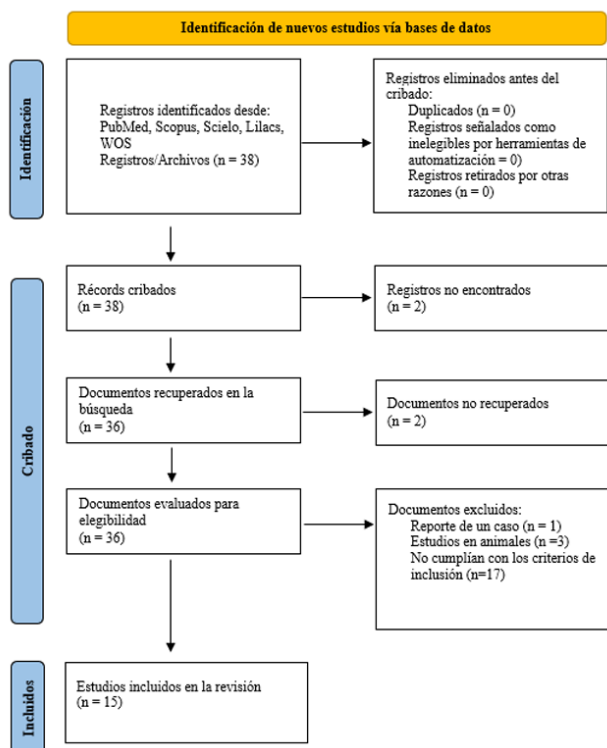 Identificación de nuevos estudios vía bases de datos
Identificación
Registros identificados desde:
PubMed, Scopus, Scielo, Lilacs,
WOS
Registros/Archivos (n = 38)
Registros eliminados antes del
cribado:
Duplicados (n = 0)
Registros señalados como
inelegibles por herramientas de
automatización = 0)
Registros retirados por otras
razones (n = 0)
Cribado
Récords cribados
(n = 38)
Registros no encontrados
(n = 2)
Documentos recuperados en la
búsqueda
(n = 36)
Documentos no recuperados
(n = 2)
Documentos evaluados para
elegibilidad
(n = 36)
Documentos excluidos:
Reporte de un caso (n = 1)
Estudios en animales (n =3)
No cumplían con los criterios de
inclusión (n=17)
Incluidos
Estudios incluidos en la revisión
(n = 15)